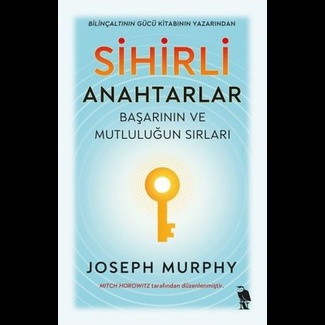 BİLİNÇALTININ GÜCÜ KİTABININ YAZARINDAN
SİHİRLİ
ANAHTARLAR
BAŞARININ VE
MUTLULUĞUN SIRLARI
JOSEPH MURPHY
MITCH HOROWITZ tarafından düzenlenmiştir.